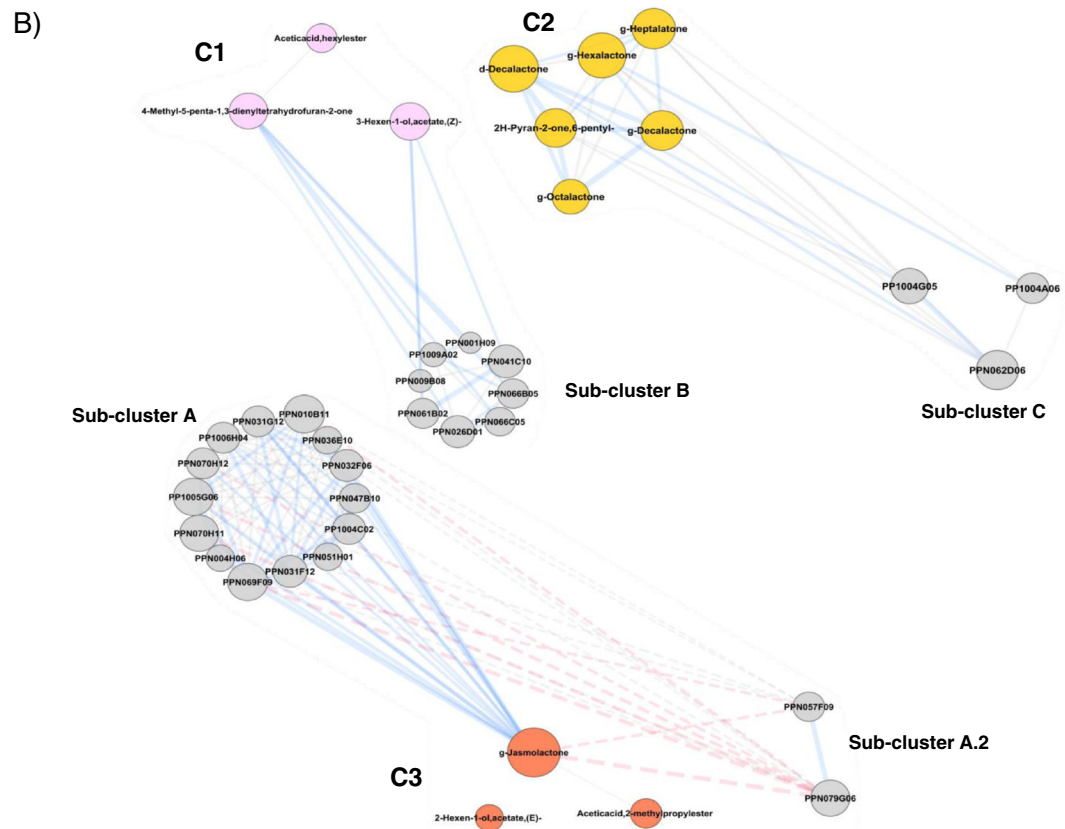 B)
C1
C2
Aceticacid,hexylester
4-Methyl-5-penta-1,3-dienyltetrahydrofuran-2-one
3-Hexen-1-ol,acetate,(Z)-
g-Heptalatone
g-Hexalactone
d-Decalactone
2H-Pyran-2-one,6-pentyl-
g-Decalactone
g-Octalactone
PP1004G05
PP1004A06
PPN062D06
Sub-cluster C
PPN001H09
PP1009A02
PPN041C10
PPN009B08
PPN066B05
PPN061B02
PPN066C05
PPN026D01
Sub-cluster B
Sub-cluster A
PPN010B11
PPN031G12
PP1006H04
PPN036E10
PPN070H12
PPN032F06
PP1005G06
PPN047B10
PPN070H11
PP1004C02
PPN004H06
PPN051H01
PPN069F09
PPN031F12
PPN057F09
Sub-cluster A.2
PPN079G06
g-Jasmolactone
C3
2-Hexen-1-ol,acetate,(E)-
Aceticacid,2-methylpropylester